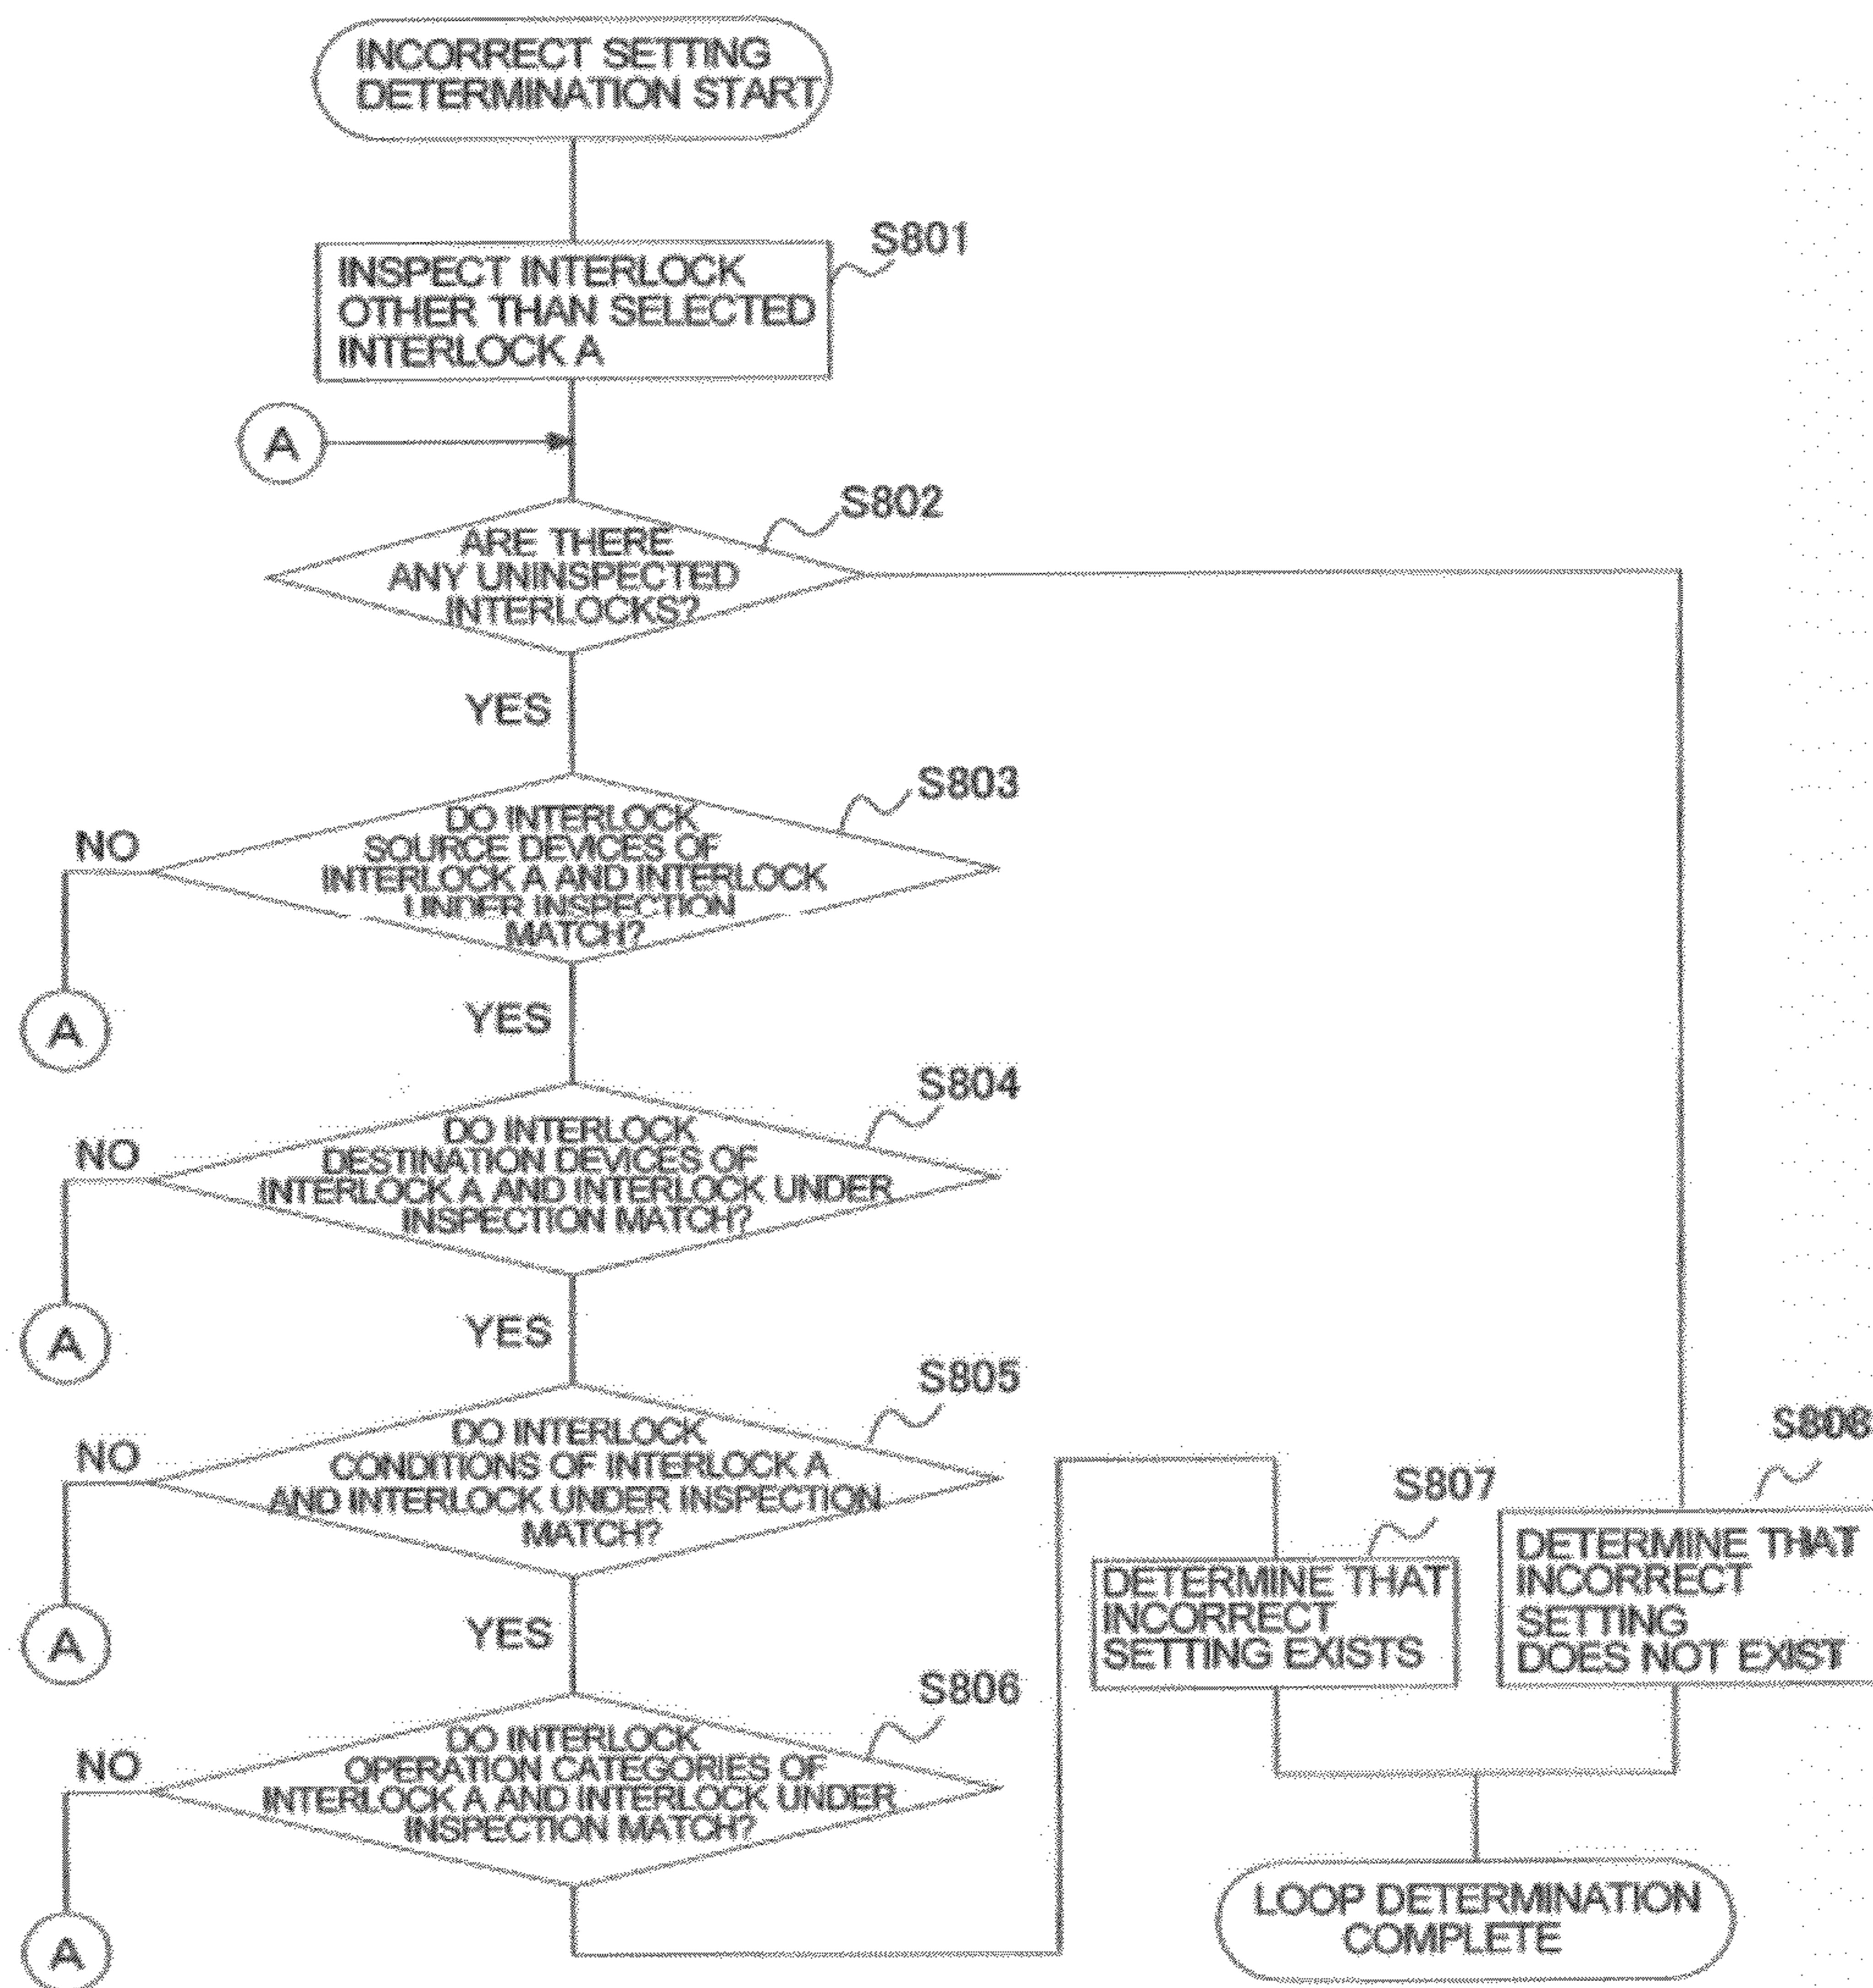 INCORRECT SETTING
DETERMINATION START
S801
INSPECT INTERLOCK
OTHER THAN SELECTED
INTERLOCK A
A
S802
ARE THERE
ANY UNINSPECTED
INTERLOCKS?
YES
S803
NO
DO INTERLOCK
SOURCE DEVICES OF
INTERLOCK A AND INTERLOCK
UNDER INSPECTION
MATCH?
A
YES
S804
NO
DO INTERLOCK
DESTINATION DEVICES OF
INTERLOCK A AND INTERLOCK UNDER
INSPECTION MATCH?
A
YES
S805
NO
DO INTERLOCK
CONDITIONS OF INTERLOCK A
AND INTERLOCK UNDER INSPECTION
MATCH?
A
YES
S806
NO
DO INTERLOCK
OPERATION CATEGORIES OF
INTERLOCK A AND INTERLOCK UNDER
INSPECTION MATCH?
A
S807
DETERMINE THAT
INCORRECT
SETTING EXISTS
S808
DETERMINE THAT
INCORRECT
SETTING
DOES NOT EXIST
LOOP DETERMINATION
COMPLETE